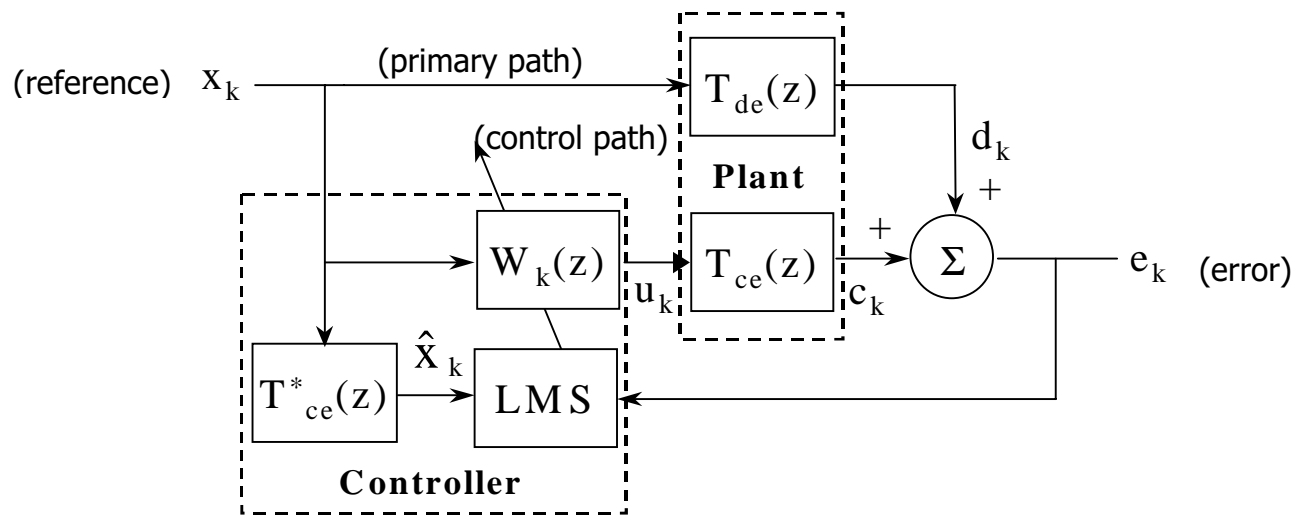 (primary path)
(reference) x_k
T_de(z)
(control path)
d_k
Plant
+
+
W_k(z)
T_ce(z)
Σ
e_k (error)
u_k
c_k
x̂_k
T*_ce(z)
LMS
Controller